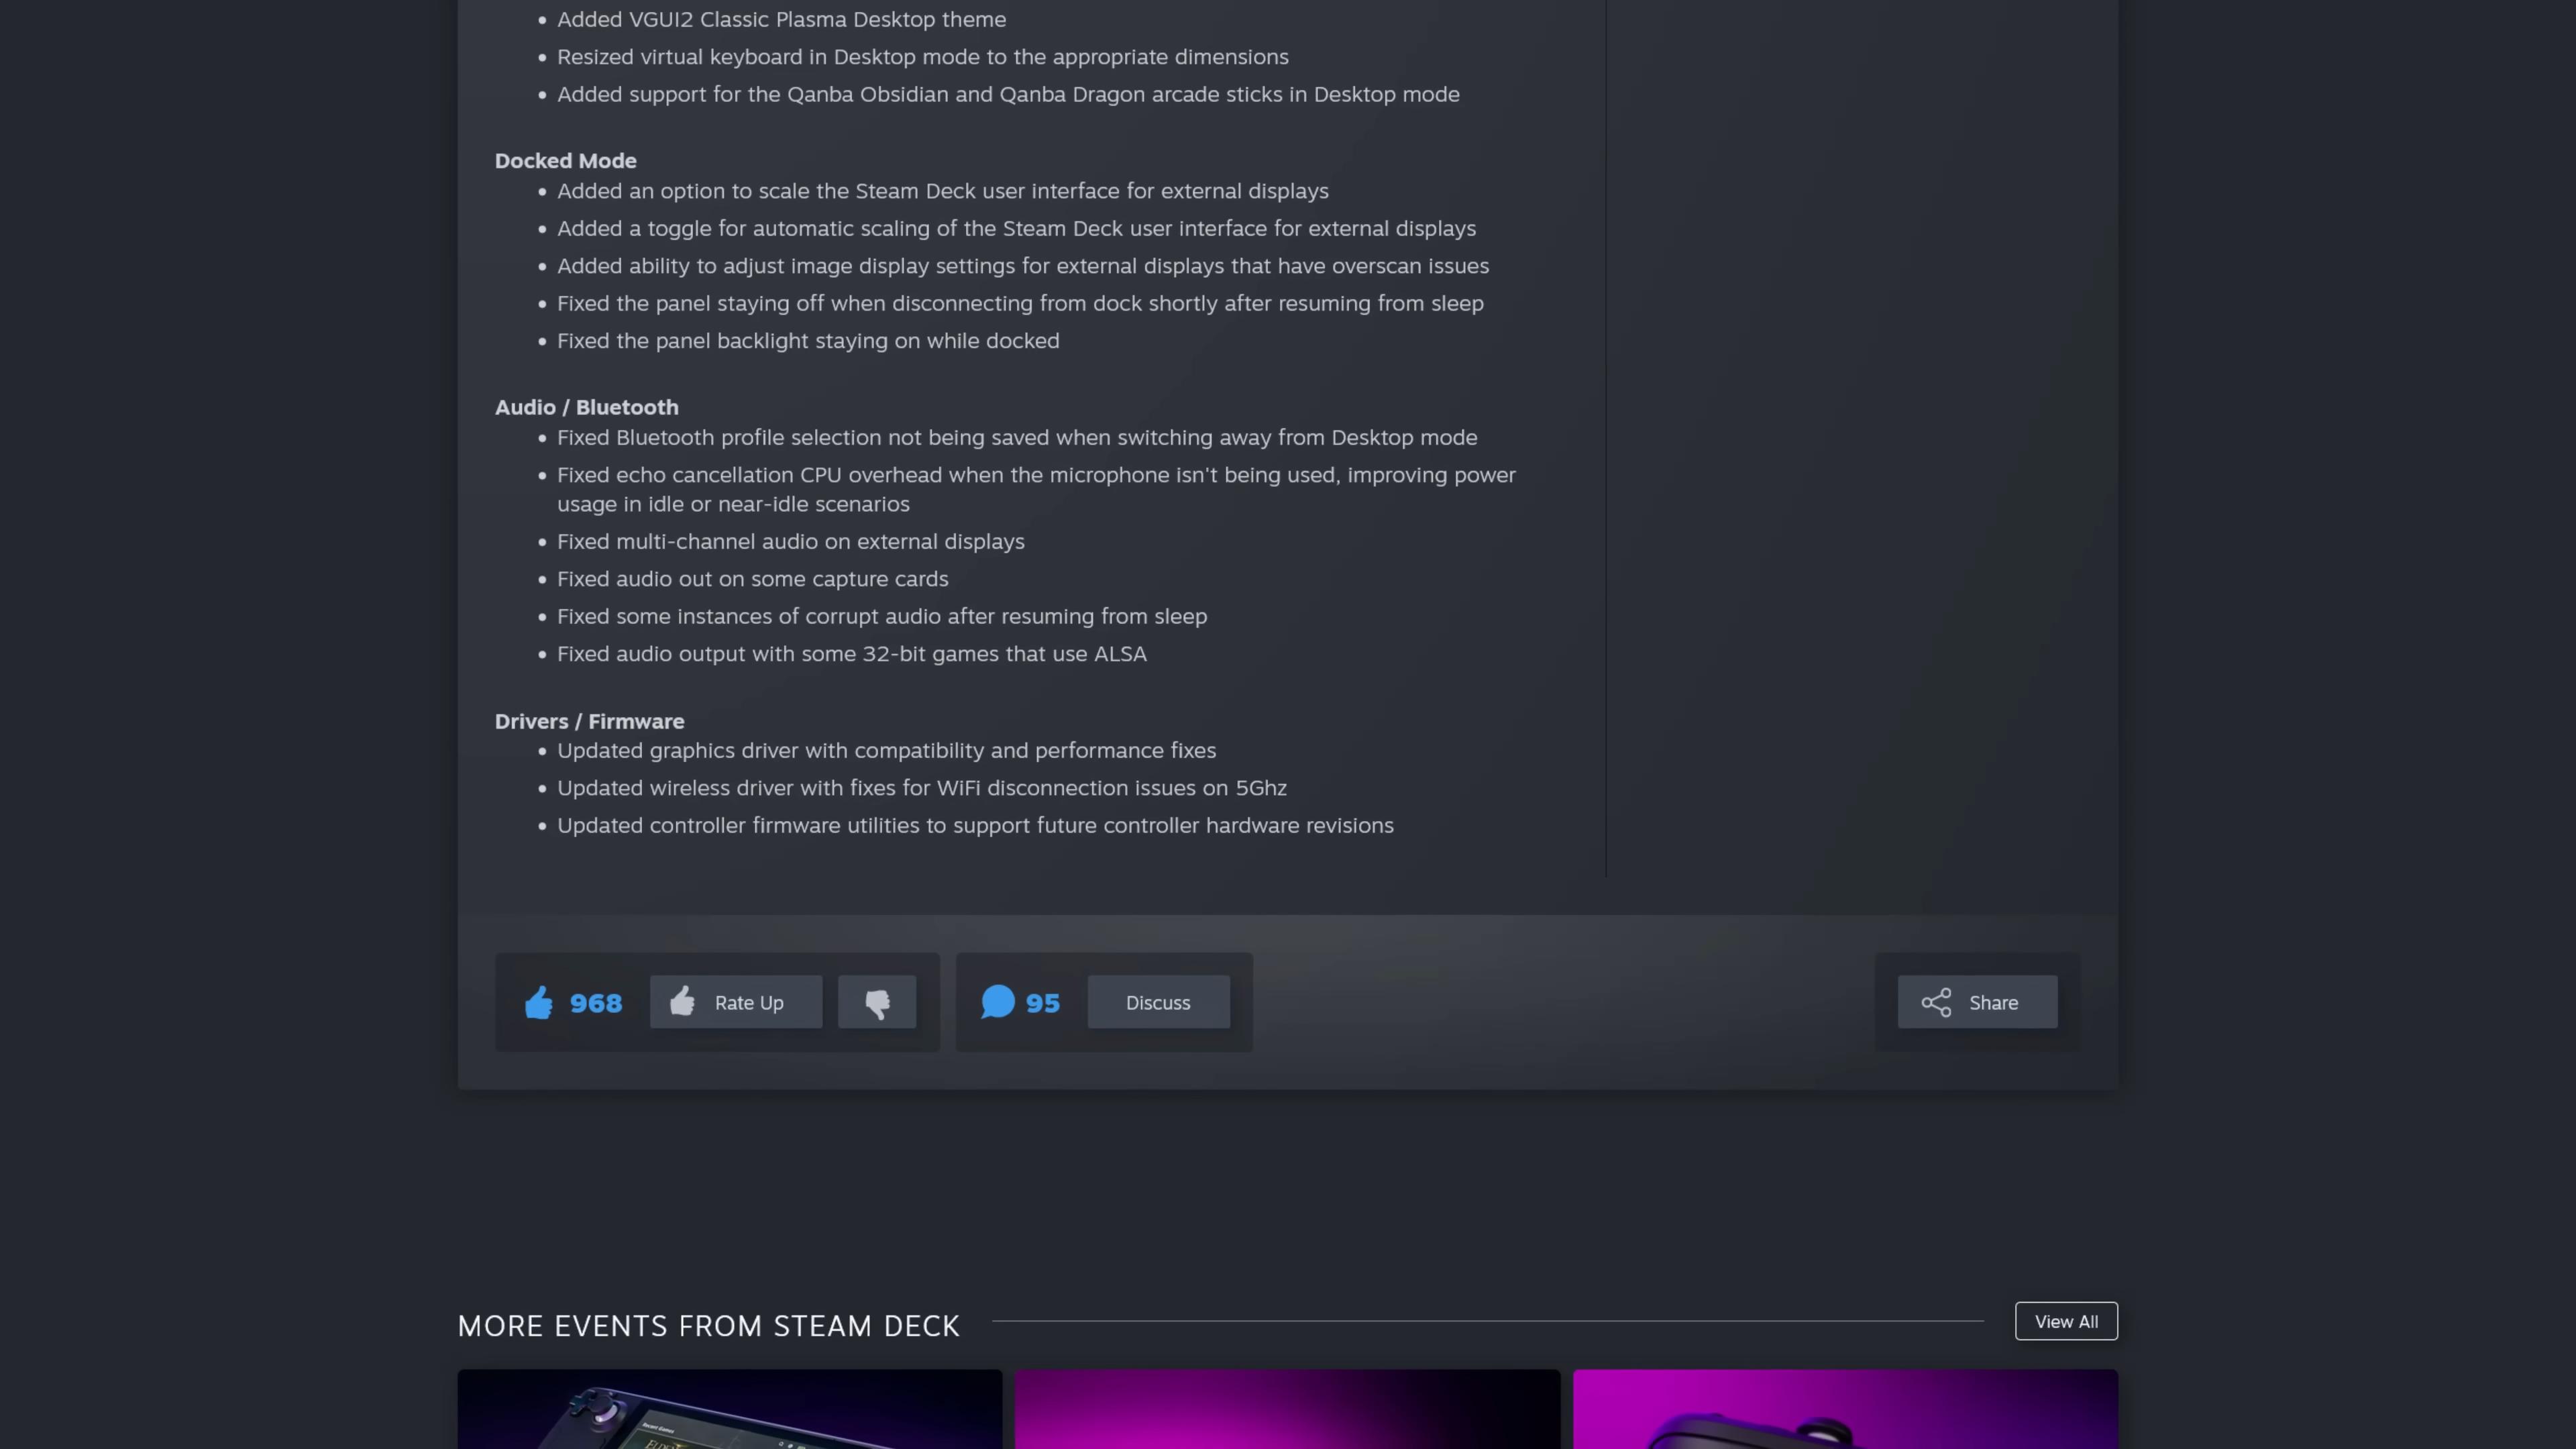 Added VGUI2 Classic Plasma Desktop theme
Resized virtual keyboard in Desktop mode to the appropriate dimensions
Added support for the Qanba Obsidian and Qanba Dragon arcade sticks in Desktop mode
Docked Mode
Added an option to scale the Steam Deck user interface for external displays
Added a toggle for automatic scaling of the Steam Deck user interface for external displays
Added ability to adjust image display settings for external displays that have overscan issues
Fixed the panel staying off when disconnecting from dock shortly after resuming from sleep
Fixed the panel backlight staying on while docked
Audio / Bluetooth
Fixed Bluetooth profile selection not being saved when switching away from Desktop mode
Fixed echo cancellation CPU overhead when the microphone isn't being used, improving power
usage in idle or near-idle scenarios
Fixed multi-channel audio on external displays
Fixed audio out on some capture cards
Fixed some instances of corrupt audio after resuming from sleep
Fixed audio output with some 32-bit games that use ALSA
Drivers / Firmware
Updated graphics driver with compatibility and performance fixes
Updated wireless driver with fixes for WiFi disconnection issues on 5Ghz
Updated controller firmware utilities to support future controller hardware revisions
968 Rate Up 95 Discuss Share
MORE EVENTS FROM STEAM DECK View All
Recent Games